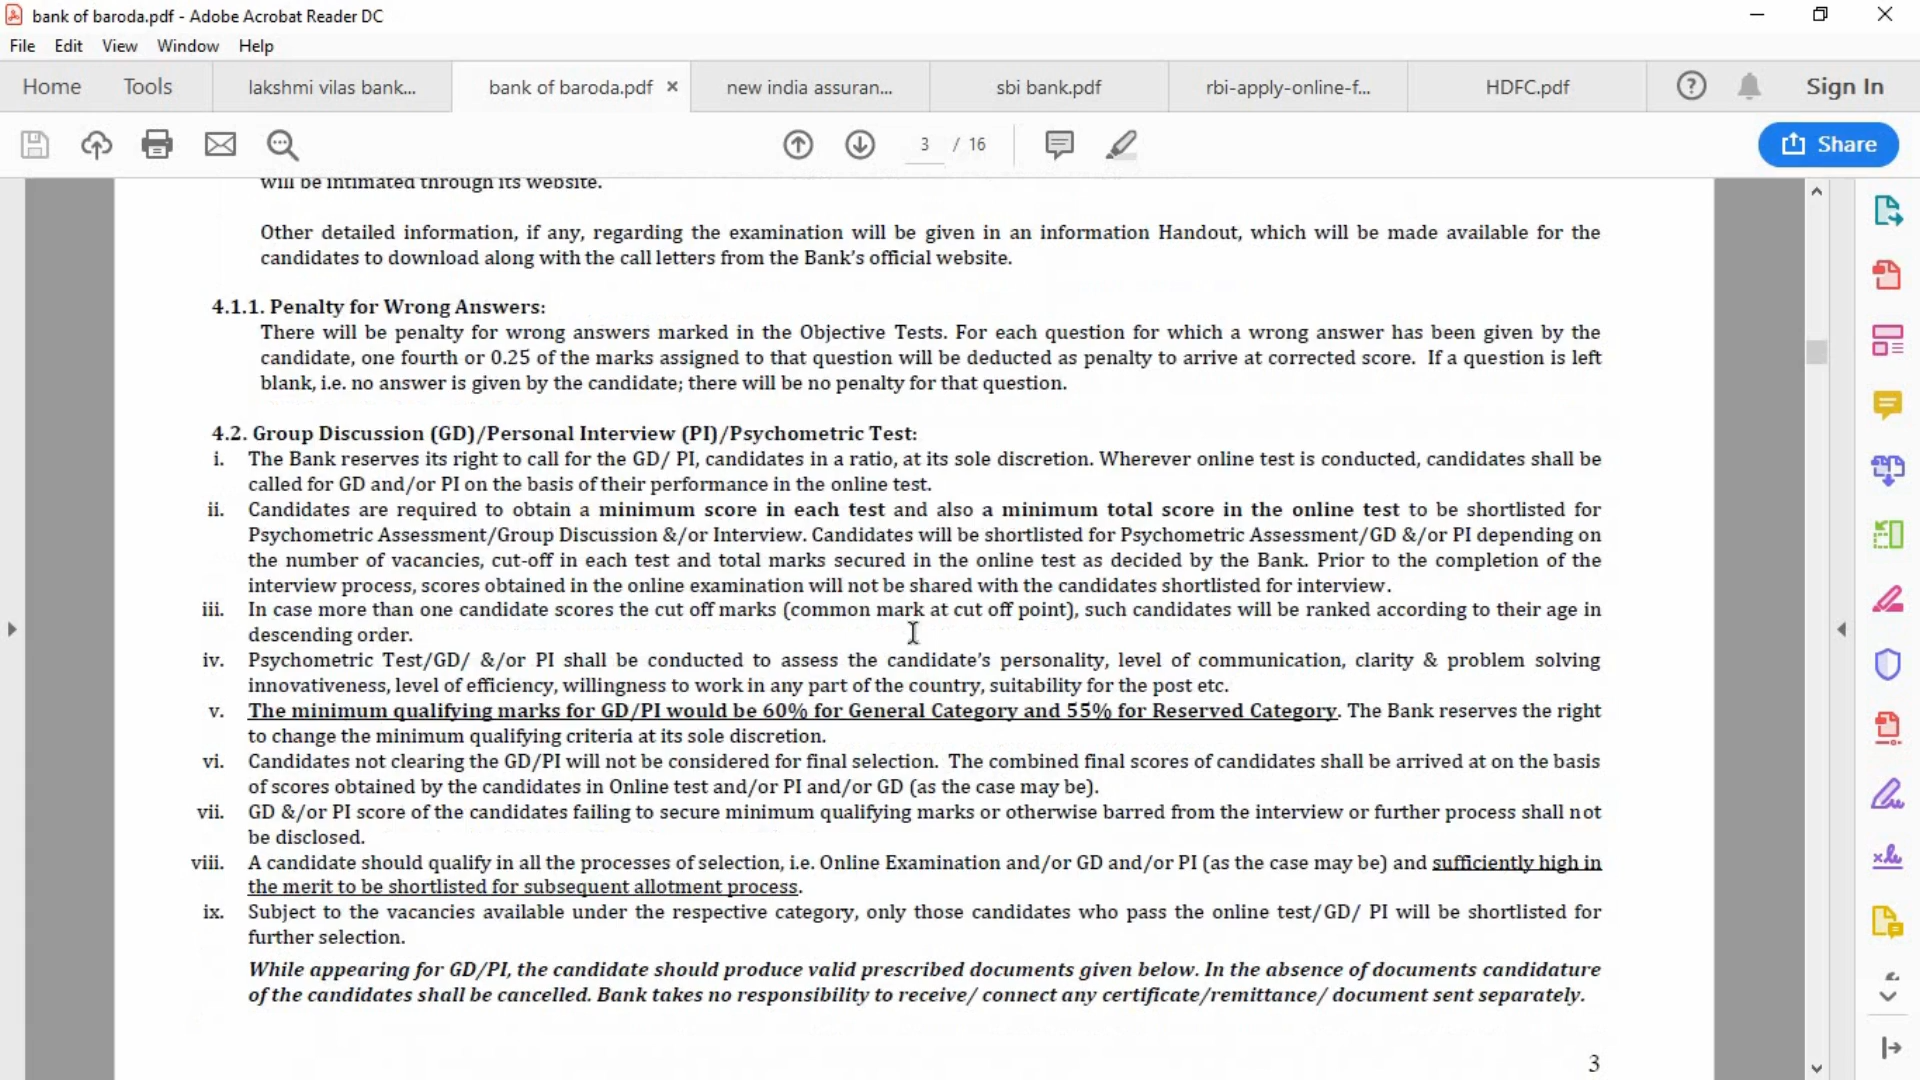 bank of baroda.pdf - Adobe Acrobat Reader DC
File Edit View Window Help
Home Tools lakshmi vilas bank... bank of baroda.pdf × new india assuran... sbi bank.pdf rbi-apply-online-f... HDFC.pdf Sign In
3 / 16 Share
will be intimated through its website.
Other detailed information, if any, regarding the examination will be given in an information Handout, which will be made available for the
candidates to download along with the call letters from the Bank's official website.
4.1.1. Penalty for Wrong Answers:
There will be penalty for wrong answers marked in the Objective Tests. For each question for which a wrong answer has been given by the
candidate, one fourth or 0.25 of the marks assigned to that question will be deducted as penalty to arrive at corrected score. If a question is left
blank, i.e. no answer is given by the candidate; there will be no penalty for that question.
4.2. Group Discussion (GD)/Personal Interview (PI)/Psychometric Test:
i. The Bank reserves its right to call for the GD/ PI, candidates in a ratio, at its sole discretion. Wherever online test is conducted, candidates shall be
called for GD and/or PI on the basis of their performance in the online test.
ii. Candidates are required to obtain a minimum score in each test and also a minimum total score in the online test to be shortlisted for
Psychometric Assessment/Group Discussion &/or Interview. Candidates will be shortlisted for Psychometric Assessment/GD &/or PI depending on
the number of vacancies, cut-off in each test and total marks secured in the online test as decided by the Bank. Prior to the completion of the
interview process, scores obtained in the online examination will not be shared with the candidates shortlisted for interview.
iii. In case more than one candidate scores the cut off marks (common mark at cut off point), such candidates will be ranked according to their age in
descending order.
iv. Psychometric Test/GD/ &/or PI shall be conducted to assess the candidate's personality, level of communication, clarity & problem solving
innovativeness, level of efficiency, willingness to work in any part of the country, suitability for the post etc.
v. The minimum qualifying marks for GD/PI would be 60% for General Category and 55% for Reserved Category. The Bank reserves the right
to change the minimum qualifying criteria at its sole discretion.
vi. Candidates not clearing the GD/PI will not be considered for final selection. The combined final scores of candidates shall be arrived at on the basis
of scores obtained by the candidates in Online test and/or PI and/or GD (as the case may be).
vii. GD &/or PI score of the candidates failing to secure minimum qualifying marks or otherwise barred from the interview or further process shall not
be disclosed.
viii. A candidate should qualify in all the processes of selection, i.e. Online Examination and/or GD and/or PI (as the case may be) and sufficiently high in
the merit to be shortlisted for subsequent allotment process.
ix. Subject to the vacancies available under the respective category, only those candidates who pass the online test/GD/ PI will be shortlisted for
further selection.
While appearing for GD/PI, the candidate should produce valid prescribed documents given below. In the absence of documents candidature
of the candidates shall be cancelled. Bank takes no responsibility to receive/ connect any certificate/remittance/ document sent separately.
3